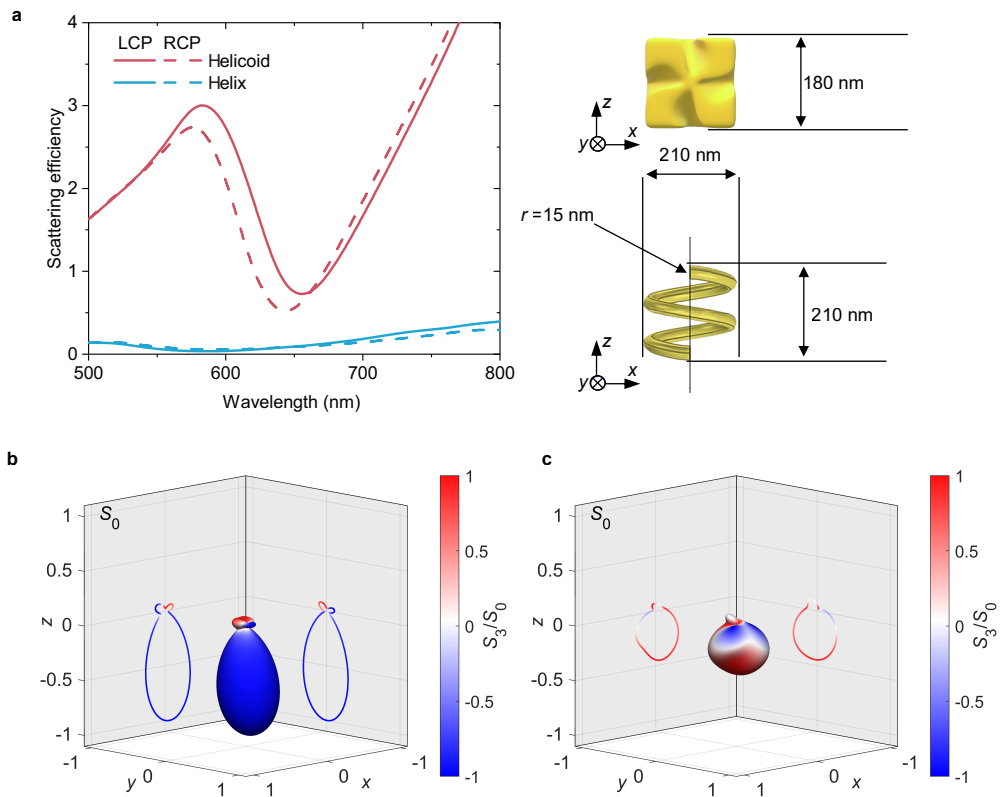 a
4
3
2
1
0
Scattering efficiency
LCP RCP
Helicoid
Helix
500 600 700 800
Wavelength (nm)
180 nm
z
x
y
210 nm
r =15 nm
210 nm
z
x
y
b
S0
1
0.5
0
-0.5
-1
z
-1
0
1
y
-1
0
1
x
1
0.5
0
-0.5
-1
S3/S0
c
S0
1
0.5
0
-0.5
-1
z
-1
0
1
y
-1
0
1
x
1
0.5
0
-0.5
-1
S3/S0